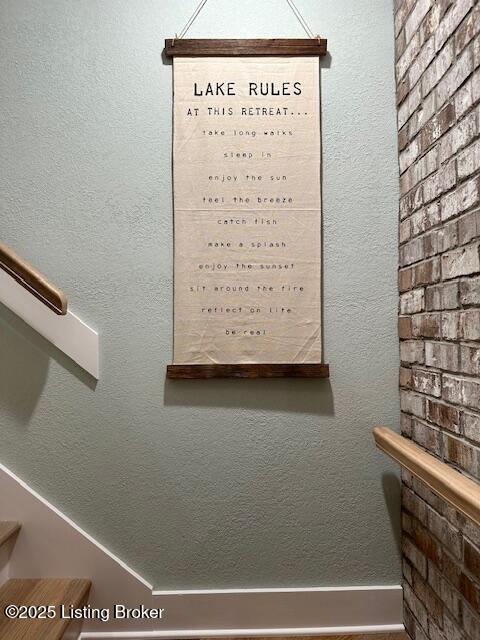 LAKE RULES
AT THIS RETREAT...
take long walks
sleep in
enjoy the sun
feel the breeze
catch fish
make a splash
enjoy the sunset
sit around the fire
reflect on life
be real
©2025 Listing Broker